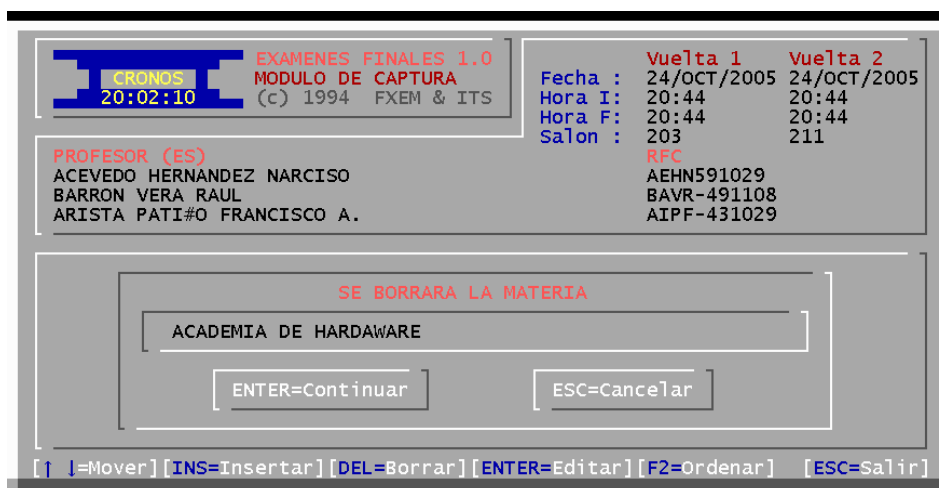 EXAMENES FINALES 1.0
MODULO DE CAPTURA
(c) 1994 FXEM & ITS
CRONOS
20:02:10
Vuelta 1 Vuelta 2
Fecha : 24/OCT/2005 24/OCT/2005
Hora I: 20:44 20:44
Hora F: 20:44 20:44
Salon : 203 211
PROFESOR (ES) RFC
ACEVEDO HERNANDEZ NARCISO AEHN591029
BARRON VERA RAUL BAVR-491108
ARISTA PATI#O FRANCISCO A. AIPF-431029
SE BORRARA LA MATERIA
ACADEMIA DE HARDAWARE
ENTER=Continuar ESC=Cancelar
[↑ ↓=Mover][INS=Insertar][DEL=Borrar][ENTER=Editar][F2=Ordenar] [ESC=Salir]